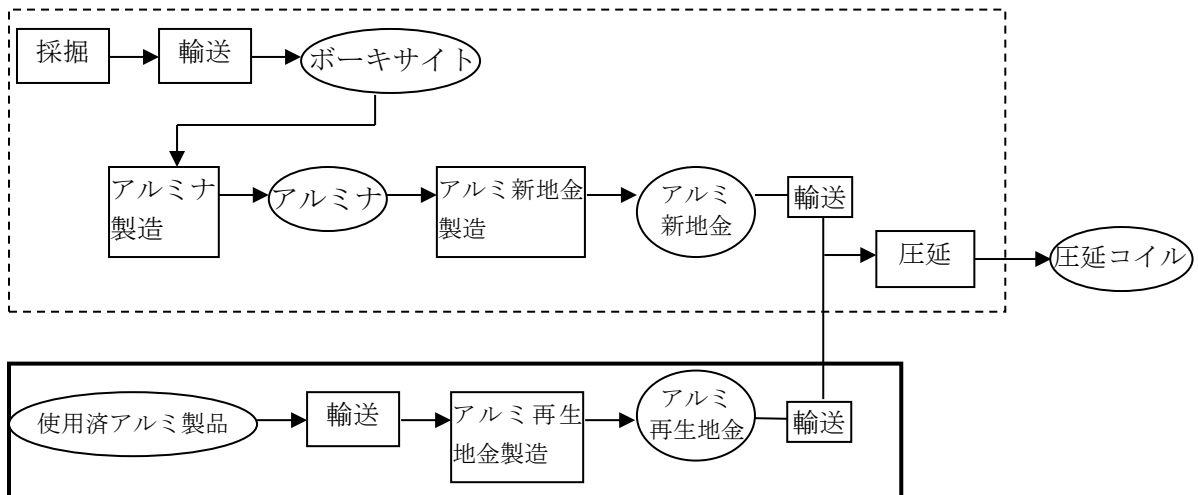 採掘
輸送
ボーキサイト
アルミナ
製造
アルミナ
アルミ新地金
製造
アルミ
新地金
輸送
圧延
圧延コイル
使用済アルミ製品
輸送
アルミ再生
地金製造
アルミ
再生地金
輸送